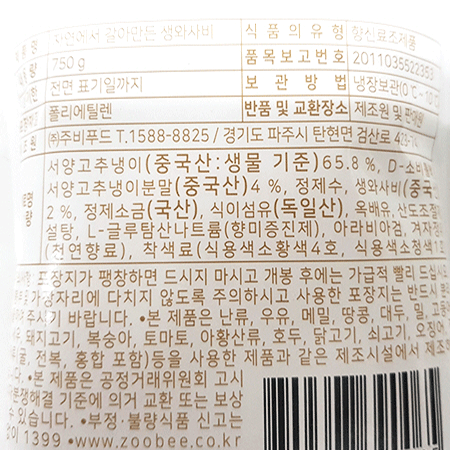 자연에서 갈아만든 생와사비 식품의유형 향신료조제품
750 g 품목보고번호 2011035522353
전면 표기일까지 보관방법 냉장보관(0℃~10℃
폴리에틸렌 반품 및 교환장소 제조원 및 판매원
(주)주비푸드 T.1588-8825 / 경기도 파주시 탄현면 검산로
서양고추냉이(중국산:생물 기준)65.8 %, D-소비
서양고추냉이분말(중국산)4 %, 정제수, 생와사비(중국
2 %, 정제소금(국산), 식이섬유(독일산), 옥배유, 산도조절
설탕, L-글루탐산나트륨(향미증진제), 아라비아검, 겨자
(천연향료), 착색료(식용색소황색4호, 식용색소청색1호
포장지가 팽창하면 드시지 마시고 개봉 후에는 가급적 빨리 드십시
가장자리에 다치지 않도록 주의하시고 사용한 포장지는 반드시
주시기 바랍니다. •본 제품은 난류, 우유, 메밀, 땅콩, 대두, 밀, 고등
돼지고기, 복숭아, 토마토, 아황산류, 호두, 닭고기, 쇠고기, 오징어,
굴, 전복, 홍합 포함)등을 사용한 제품과 같은 제조시설에서 제조
•본 제품은 공정거래위원회 고시
분쟁해결 기준에 의거 교환 또는 보상
수 있습니다. •부정·불량식품 신고는
1399 •www.zoobee.co.kr